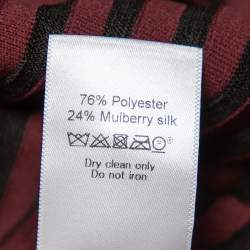 76% Polyester
24% Mulberry silk
Dry clean only
Do not iron